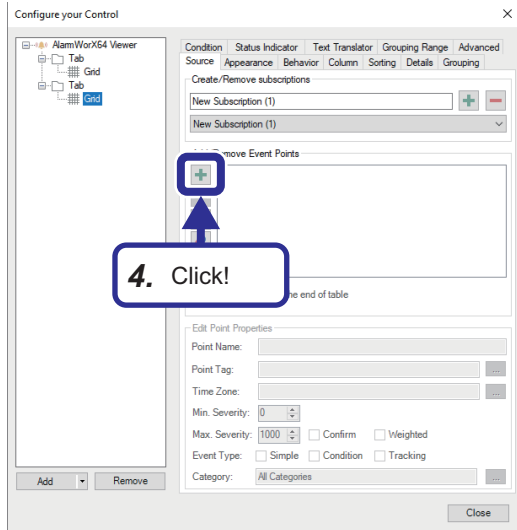 Configure your Control
AlarmWorX64 Viewer
Tab
Grid
Tab
Grid
Add
Remove
Condition Status Indicator Text Translator Grouping Range Advanced
Source Appearance Behavior Column Sorting Details Grouping
Create/Remove subscriptions
New Subscription (1)
New Subscription (1)
move Event Points
4. Click!
he end of table
Edit Point Properties
Point Name:
Point Tag:
...
Time Zone:
...
Min. Severity: 0
Max. Severity: 1000 Confirm Weighted
Event Type: Simple Condition Tracking
Category: All Categories
...
Close